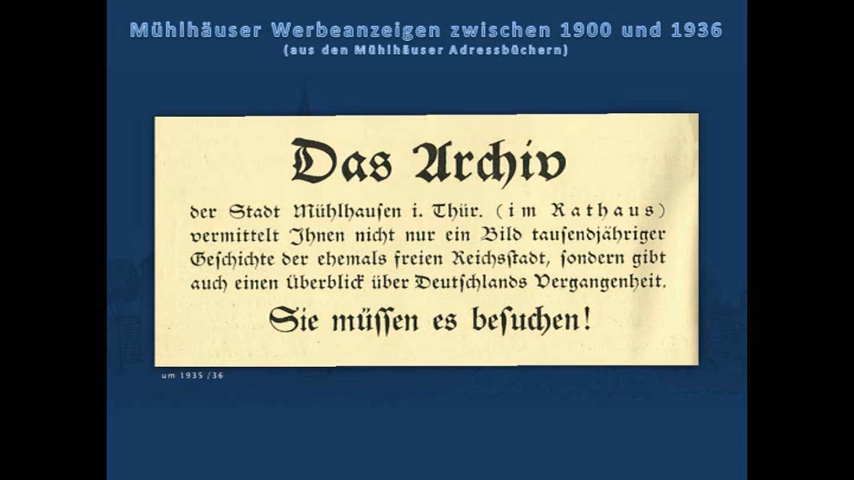 Mühlhäuser Werbeanzeigen zwischen 1900 und 1936
(aus den Mühlhäuser Adressbüchern)
Das Archiv
der Stadt Mühlhausen i. Thür. (im Rathaus)
vermittelt Ihnen nicht nur ein Bild tausendjähriger
Geschichte der ehemals freien Reichsstadt, sondern gibt
auch einen Überblick über Deutschlands Vergangenheit.
Sie müssen es besuchen!
um 1935 /36